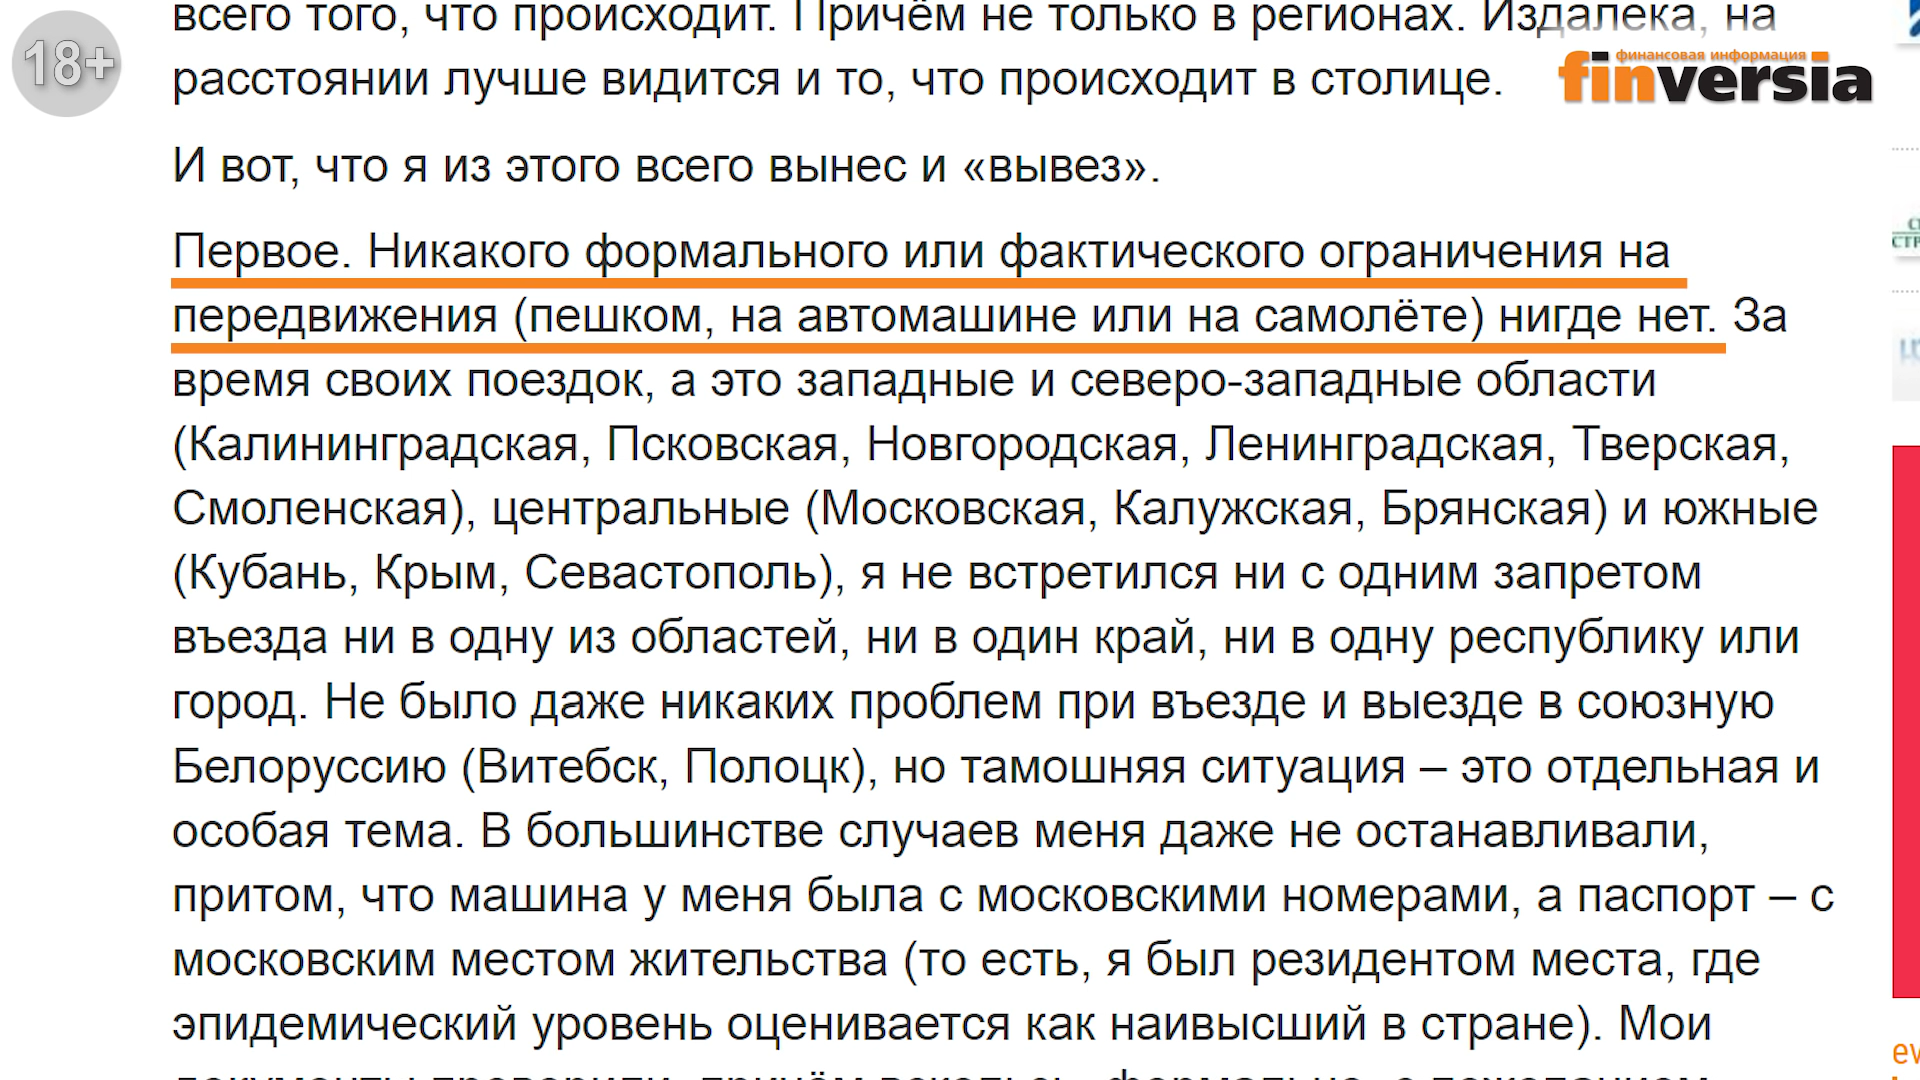 всего того, что происходит. Причём не только в регионах. Издалека, на
18+
финансовая информация
finversia
расстоянии лучше видится и то, что происходит в столице.
И вот, что я из этого всего вынес и «вывез».
Первое. Никакого формального или фактического ограничения на
передвижения (пешком, на автомашине или на самолёте) нигде нет. За
время своих поездок, а это западные и северо-западные области
(Калининградская, Псковская, Новгородская, Ленинградская, Тверская,
Смоленская), центральные (Московская, Калужская, Брянская) и южные
(Кубань, Крым, Севастополь), я не встретился ни с одним запретом
въезда ни в одну из областей, ни в один край, ни в одну республику или
город. Не было даже никаких проблем при въезде и выезде в союзную
Белоруссию (Витебск, Полоцк), но тамошняя ситуация – это отдельная и
особая тема. В большинстве случаев меня даже не останавливали,
притом, что машина у меня была с московскими номерами, а паспорт – с
московским местом жительства (то есть, я был резидентом места, где
эпидемический уровень оценивается как наивысший в стране). Мои